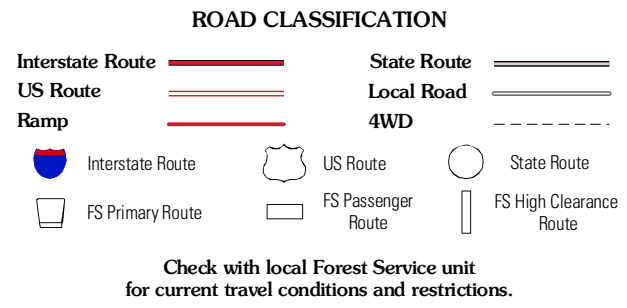 ROAD CLASSIFICATION
Interstate Route
State Route
US Route
Local Road
Ramp
4WD
Interstate Route
US Route
State Route
FS Primary Route
FS Passenger
Route
FS High Clearance
Route
Check with local Forest Service unit
for current travel conditions and restrictions.